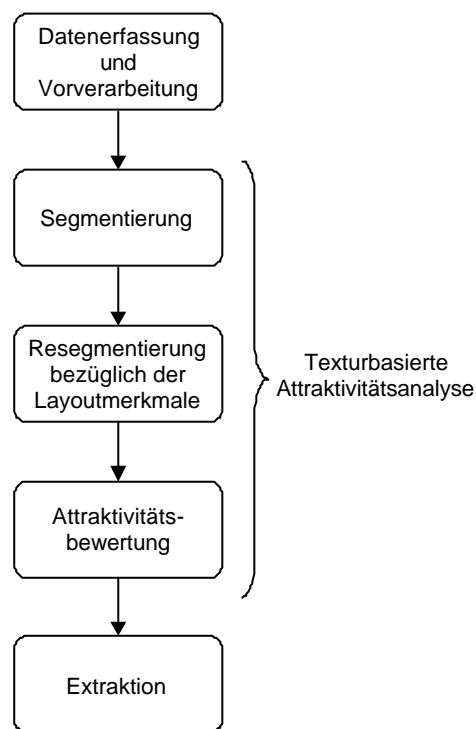 Datenerfassung
und
Vorverarbeitung
Segmentierung
Resegmentierung
bezüglich der
Layoutmerkmale
Texturbasierte
Attraktivitätsanalyse
Attraktivitäts-
bewertung
Extraktion